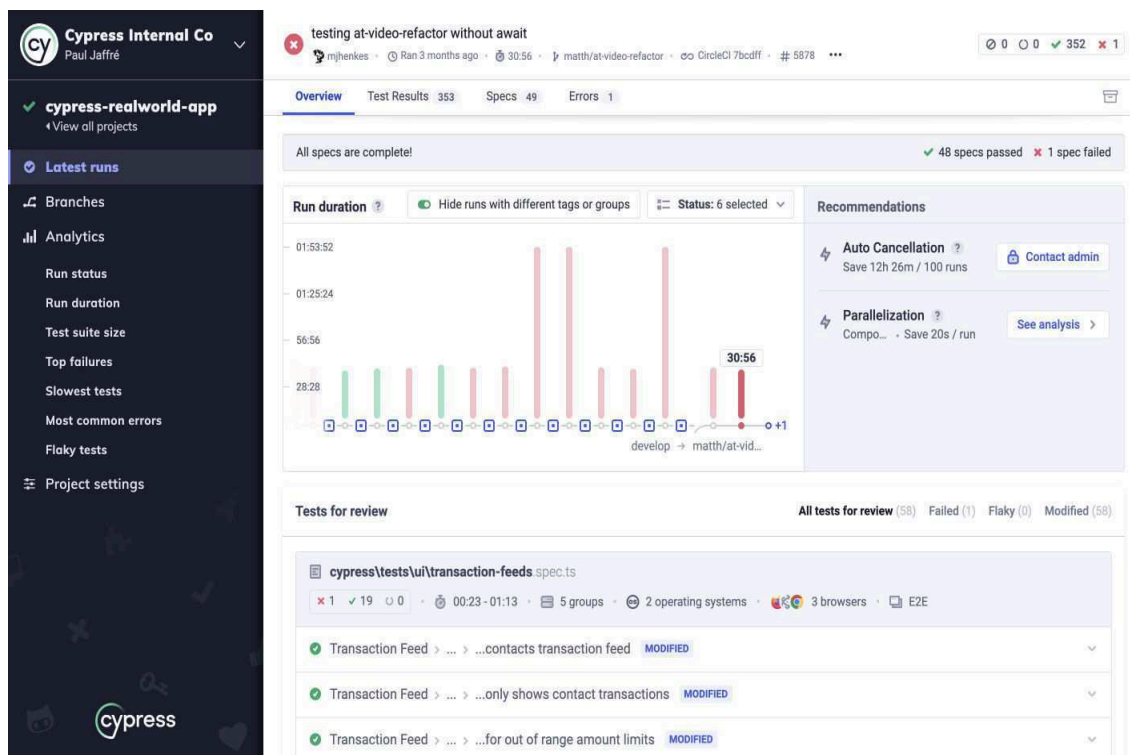 cy
Cypress Internal Co
Paul Jaffré
cypress-realworld-app
View all projects
Latest runs
Branches
Analytics
Run status
Run duration
Test suite size
Top failures
Slowest tests
Most common errors
Flaky tests
Project settings
cypress
testing at-video-refactor without await
mjhenkes Ran 3 months ago 30:56 matth/at-video-refactor CircleCI 7bcdff # 5878 •••
0 0 352 1
Overview Test Results 353 Specs 49 Errors 1
All specs are complete! 48 specs passed 1 spec failed
Run duration ? Hide runs with different tags or groups Status: 6 selected
01:53:52
01:25:24
56:56
28:28
30:56
+1
develop → matth/at-vid...
Recommendations
Auto Cancellation ? Contact admin
Save 12h 26m / 100 runs
Parallelization ? See analysis >
Compo... • Save 20s / run
Tests for review All tests for review (58) Failed (1) Flaky (0) Modified (58)
cypress\tests\ui\transaction-feeds.spec.ts
1 19 0 00:23 - 01:13 5 groups OS 2 operating systems 3 browsers E2E
Transaction Feed > ... > ...contacts transaction feed MODIFIED
Transaction Feed > ... > ...only shows contact transactions MODIFIED
Transaction Feed > ... > ...for out of range amount limits MODIFIED